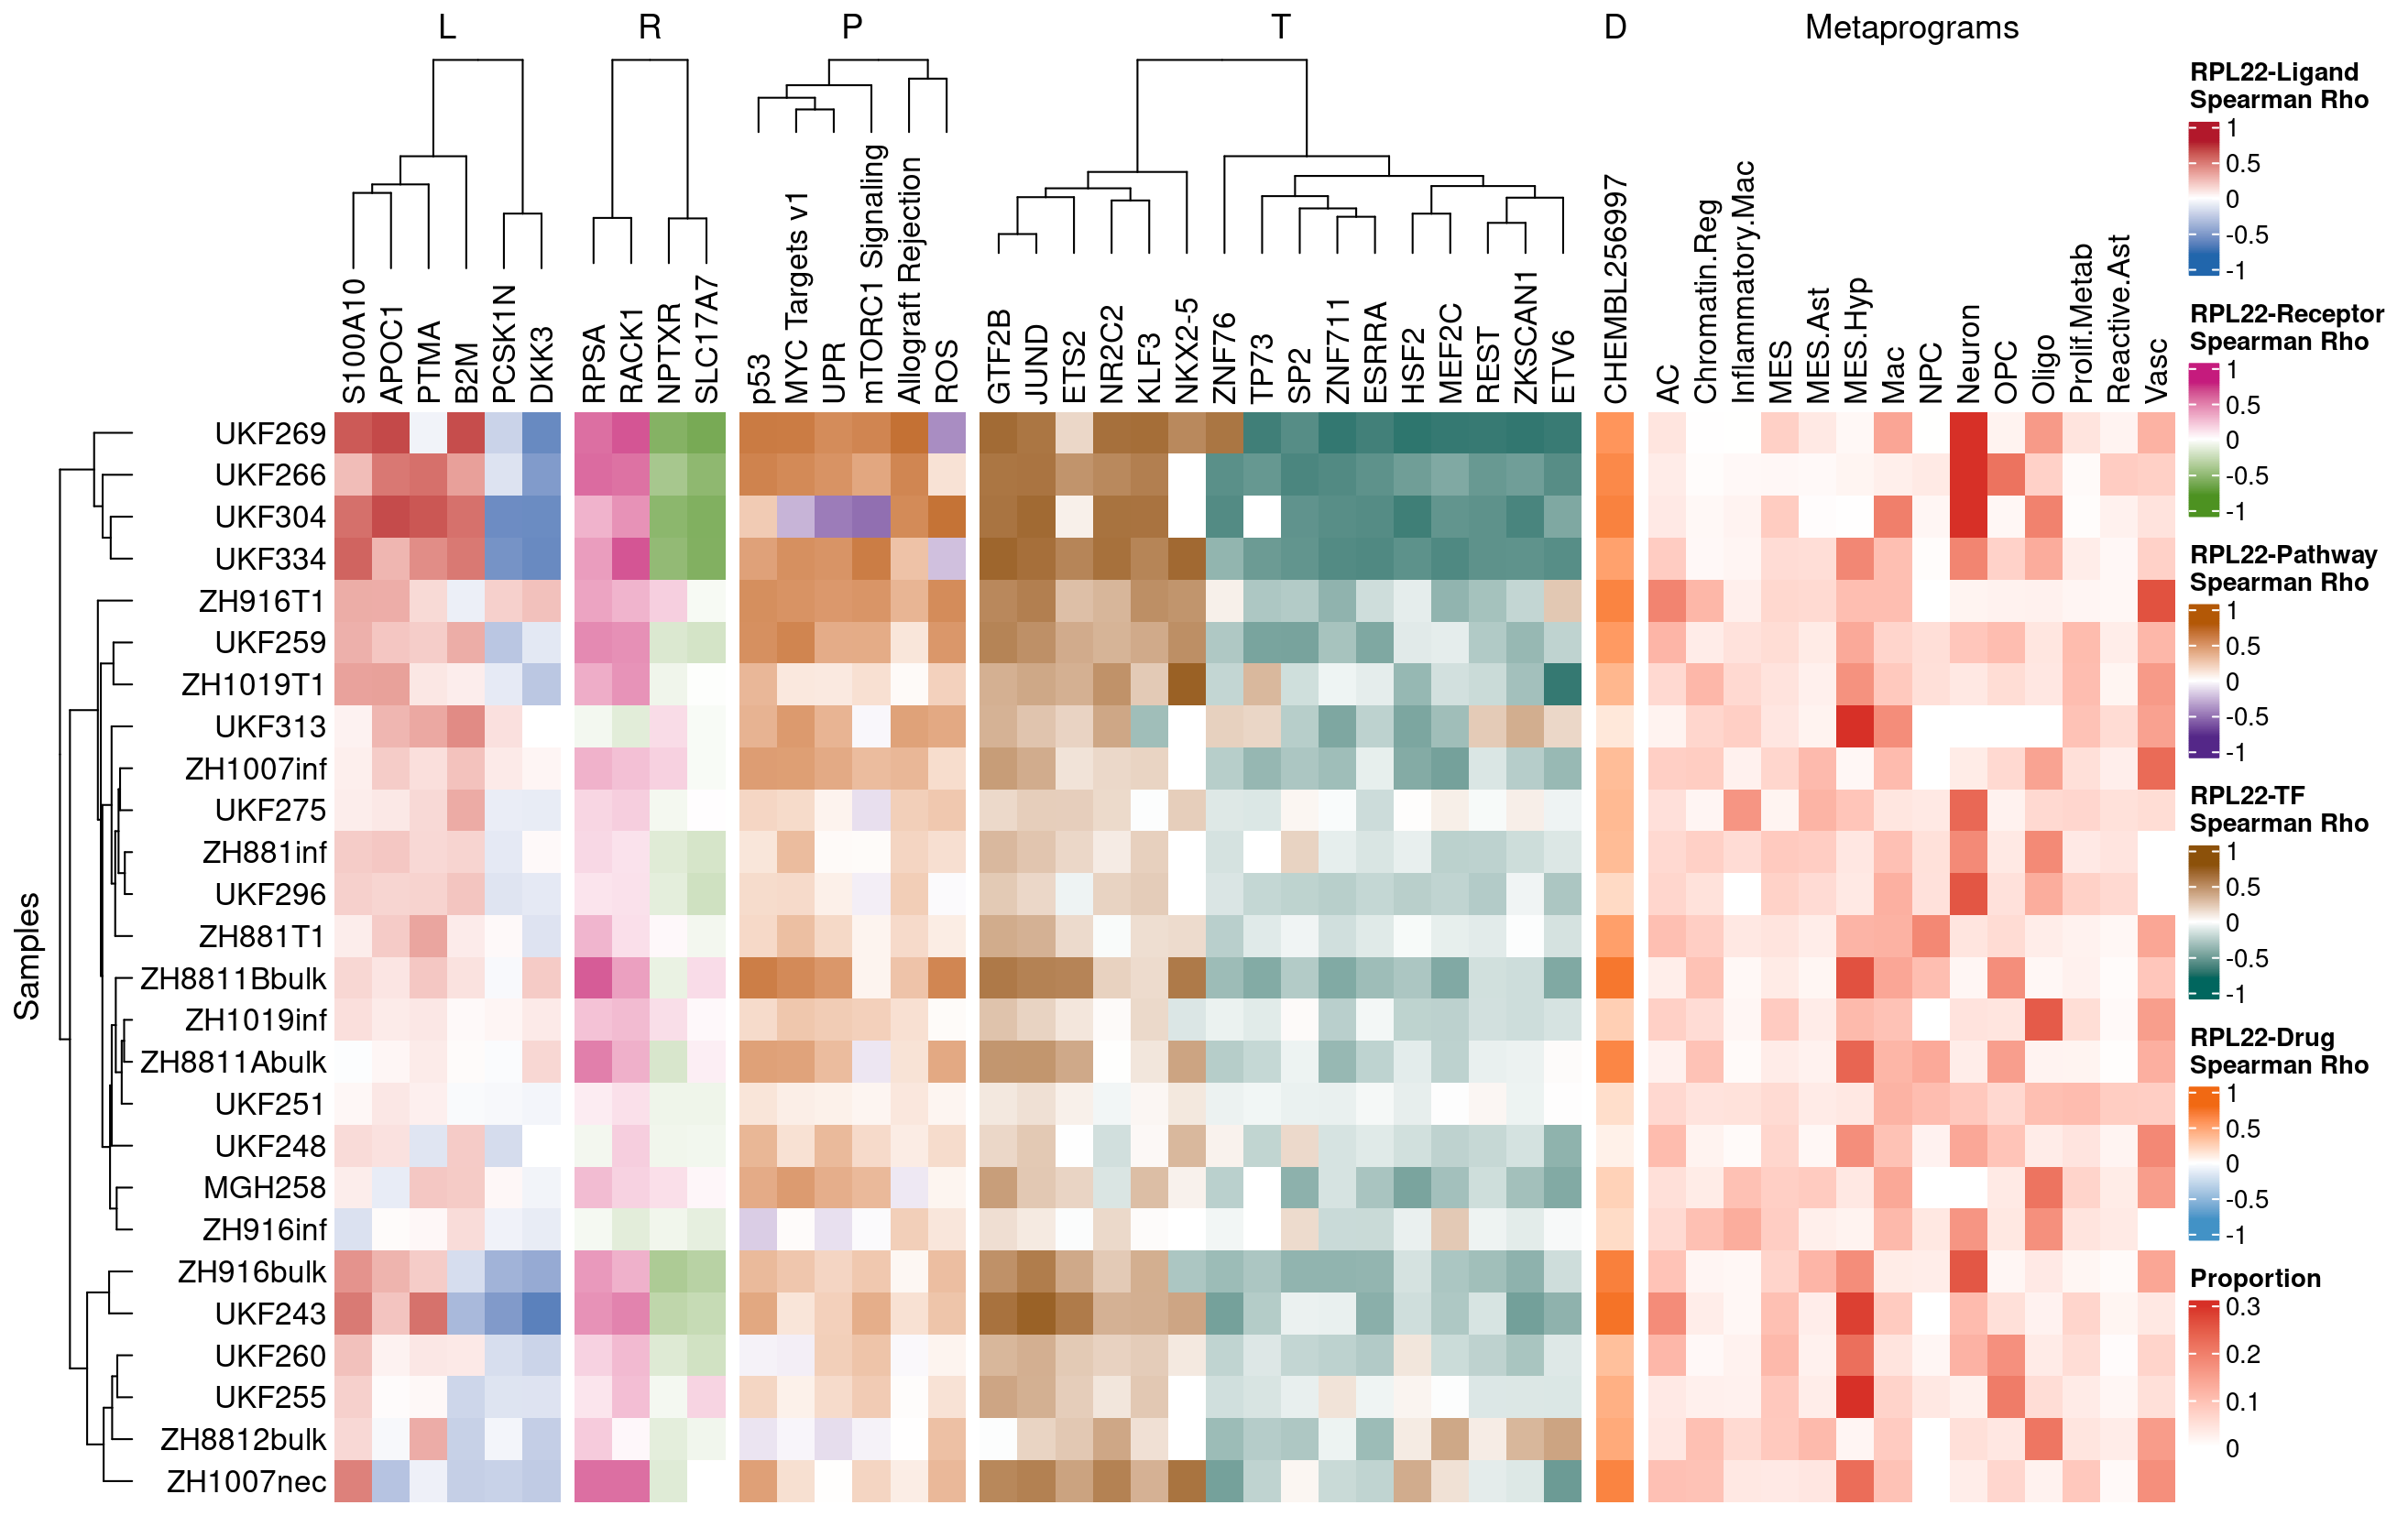 L R P T D Metaprograms
S100A10
APOC1
PTMA
B2M
PCSK1N
DKK3
RPSA
RACK1
NPTXR
SLC17A7
p53
MYC Targets v1
UPR
mTORC1 Signaling
Allograft Rejection
ROS
GTF2B
JUND
ETS2
NR2C2
KLF3
NKX2-5
ZNF76
TP73
SP2
ZNF711
ESRRA
HSF2
MEF2C
REST
ZKSCAN1
ETV6
CHEMBL256997
AC
Chromatin.Reg
Inflammatory.Mac
MES
MES.Ast
MES.Hyp
Mac
NPC
Neuron
OPC
Oligo
Prolif.Metab
Reactive.Ast
Vasc
Samples
UKF269
UKF266
UKF304
UKF334
ZH916T1
UKF259
ZH1019T1
UKF313
ZH1007inf
UKF275
ZH881inf
UKF296
ZH881T1
ZH8811Bbulk
ZH1019inf
ZH8811Abulk
UKF251
UKF248
MGH258
ZH916inf
ZH916bulk
UKF243
UKF260
UKF255
ZH8812bulk
ZH1007nec
RPL22-Ligand
Spearman Rho
1
0.5
0
-0.5
-1
RPL22-Receptor
Spearman Rho
1
0.5
0
-0.5
-1
RPL22-Pathway
Spearman Rho
1
0.5
0
-0.5
-1
RPL22-TF
Spearman Rho
1
0.5
0
-0.5
-1
RPL22-Drug
Spearman Rho
1
0.5
0
-0.5
-1
Proportion
0.3
0.2
0.1
0